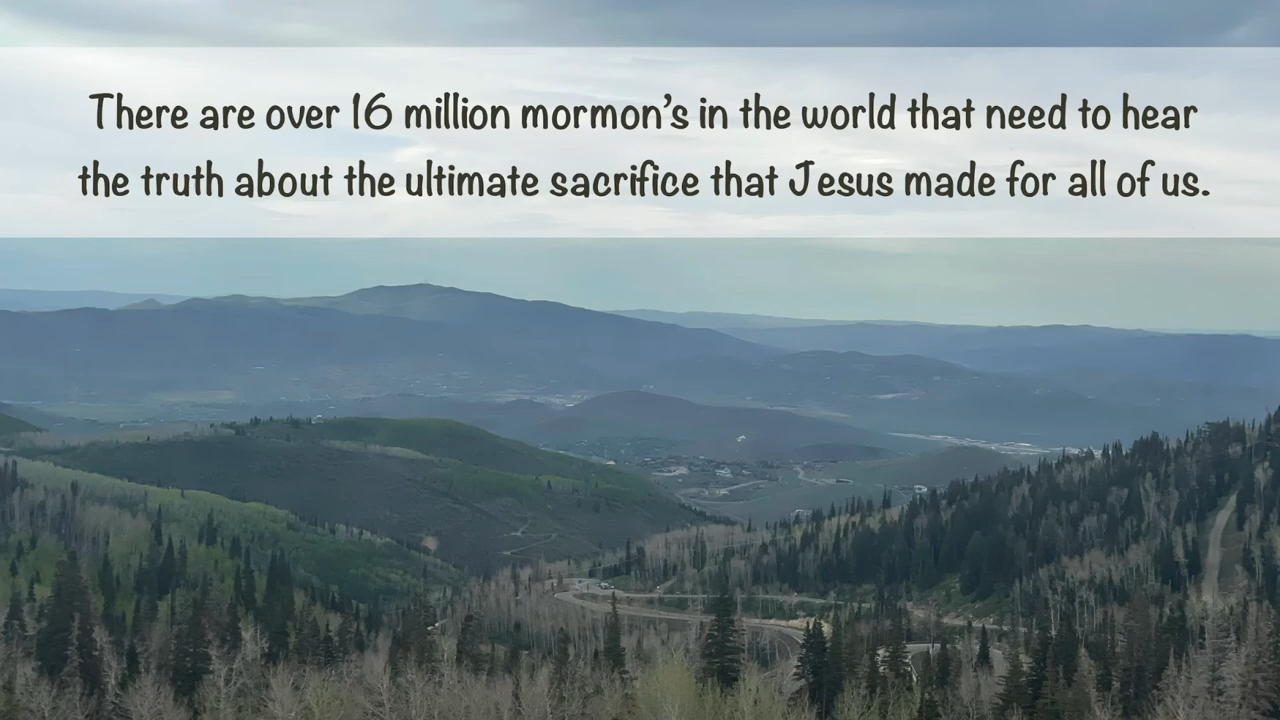 There are over 16 million mormon's in the world that need to hear
the truth about the ultimate sacrifice that Jesus made for all of us.